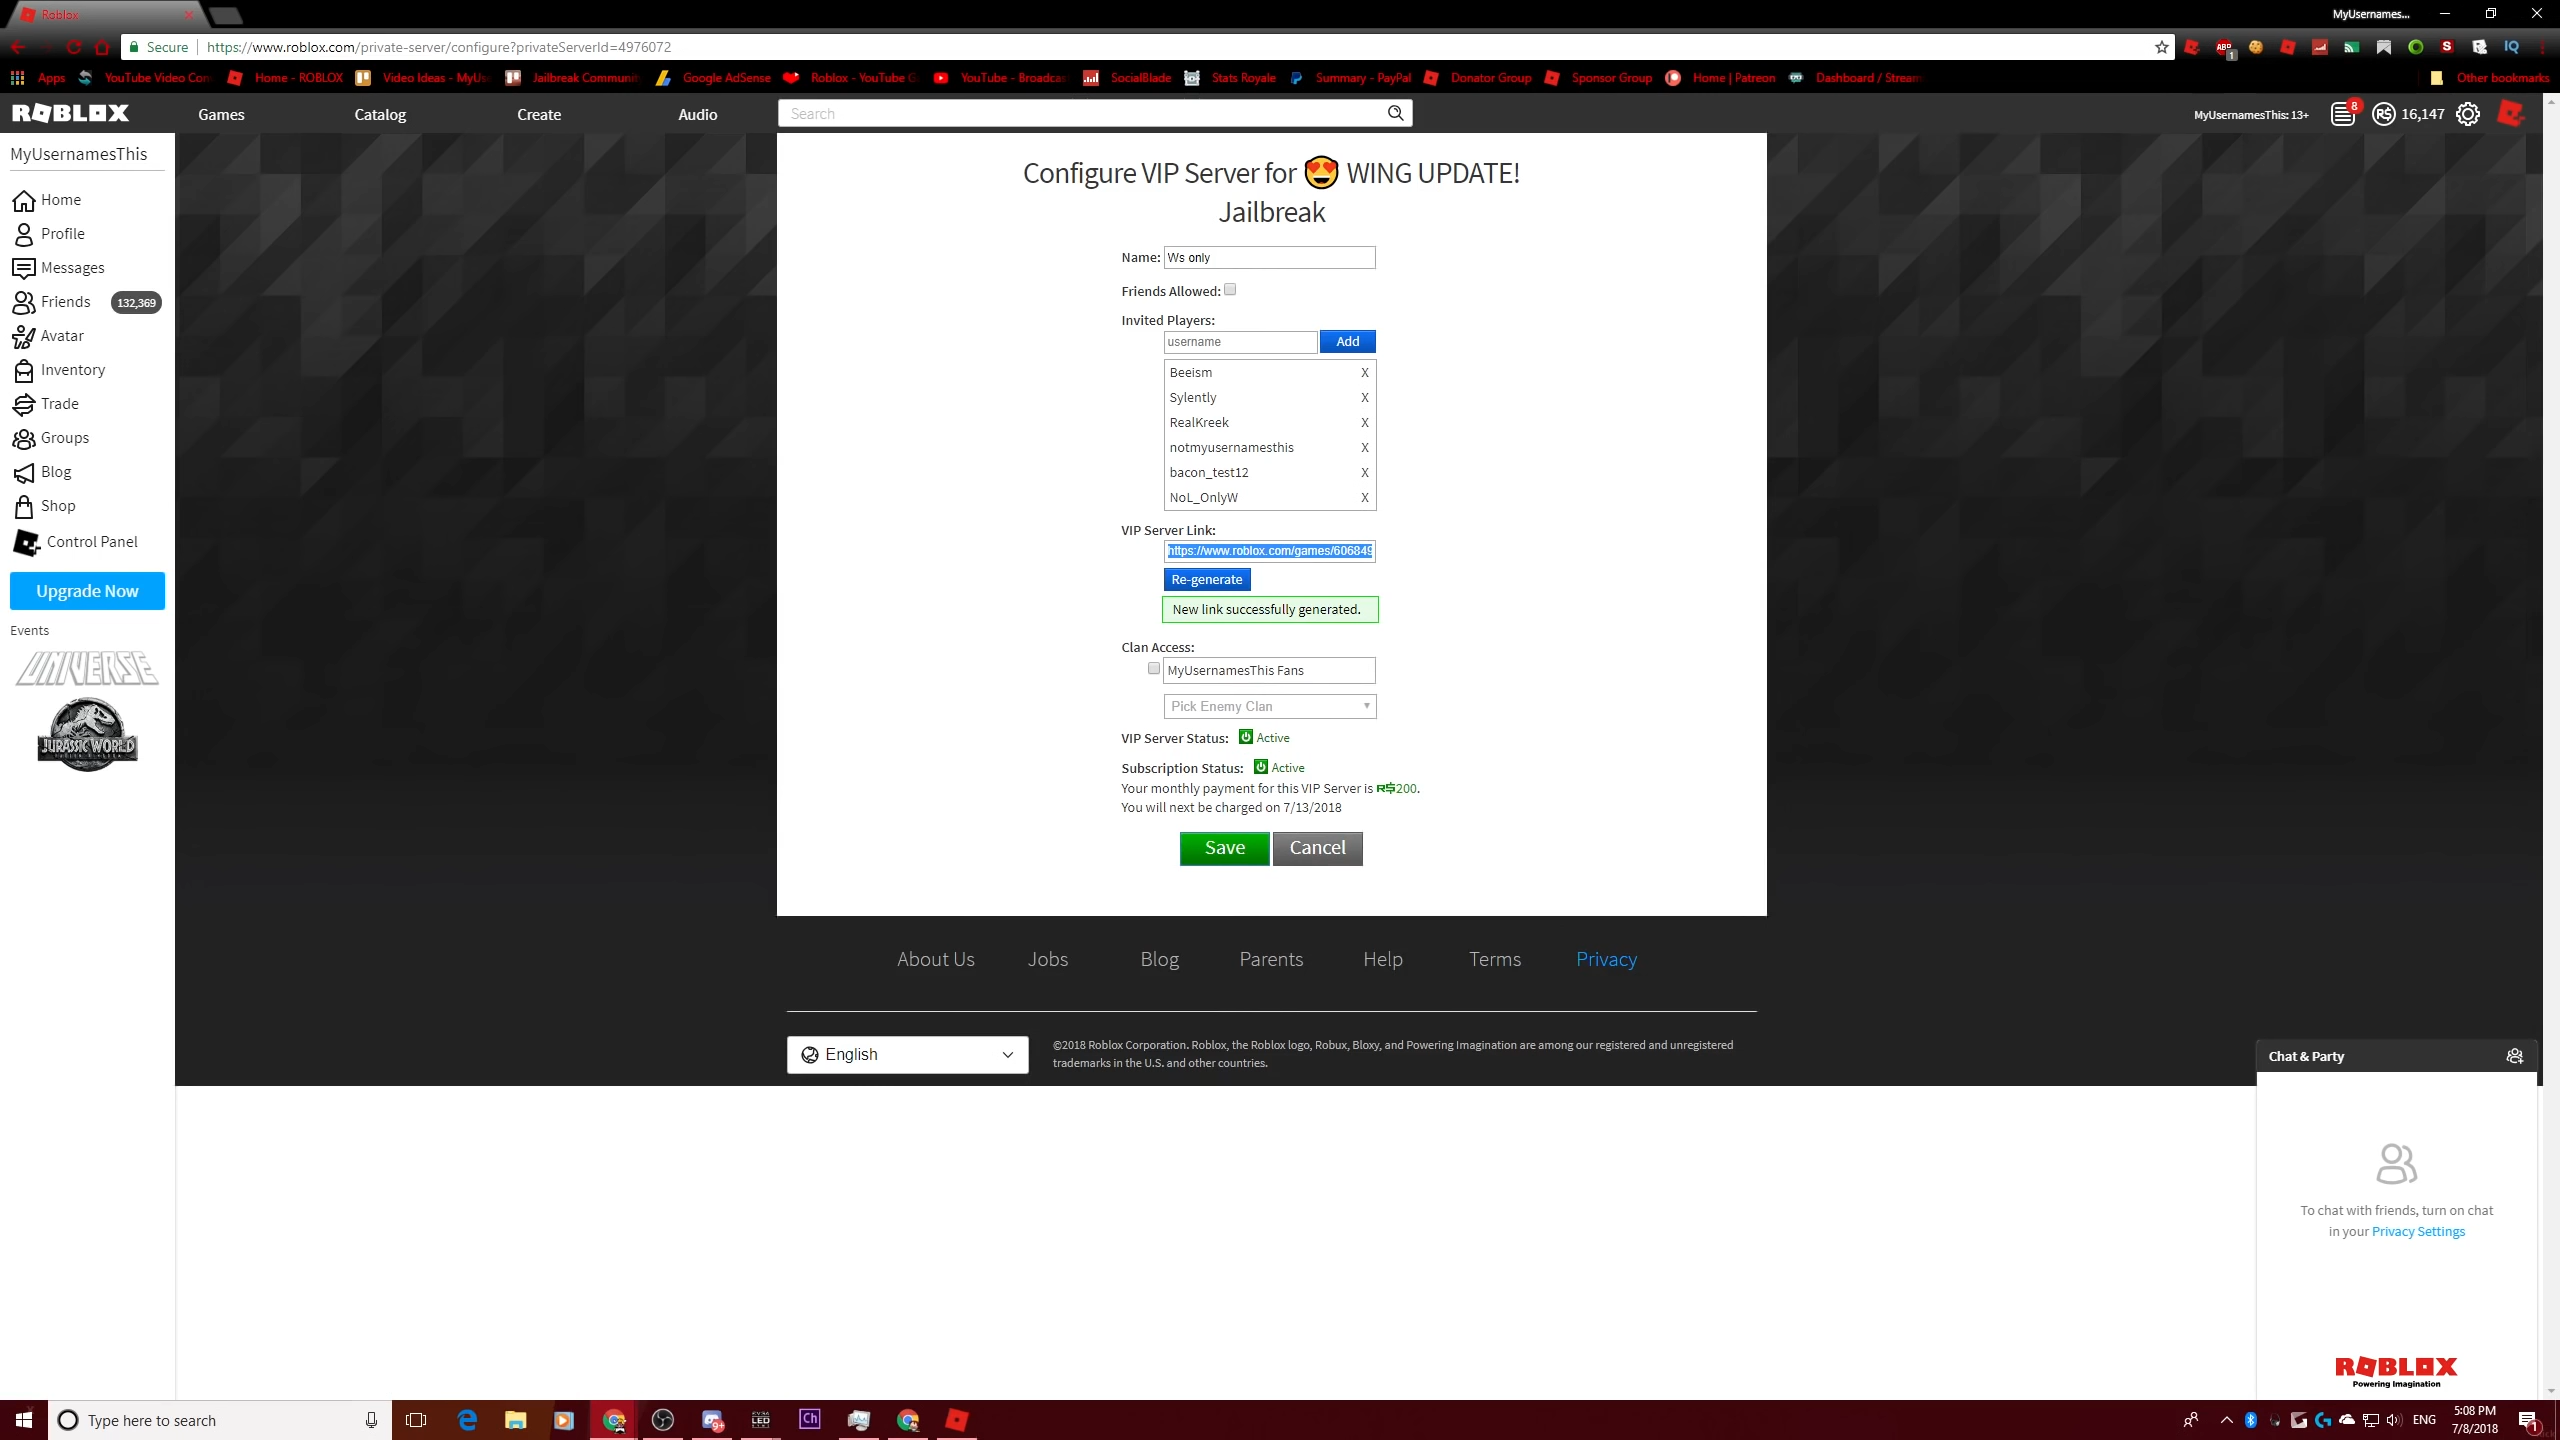 Roblox
MyUsernames...
Secure
https://www.roblox.com/private-server/configure?privateServerId=4976072
ABP
1
S
IQ
Apps
YouTube Video Con
Home - ROBLOX
Video Ideas - MyUs
Jailbreak Communit
Google AdSense
Roblox - YouTube G
YouTube - Broadcas
SocialBlade
Stats Royale
Summary - PayPal
Donator Group
Sponsor Group
Home | Patreon
Dashboard / Stream
Other bookmarks
ROBLOX
Games
Catalog
Create
Audio
Search
MyUsernamesThis: 13+
8
R$
16,147
MyUsernamesThis
Home
Profile
Messages
Friends
132,369
Avatar
Inventory
Trade
Groups
Blog
Shop
Control Panel
Upgrade Now
Events
UNIVERSE
JURASSIC WORLD
Configure VIP Server for 😍 WING UPDATE!
Jailbreak
Name: Ws only
Friends Allowed:
Invited Players:
username
Add
Beeism X
Sylently X
RealKreek X
notmyusernamesthis X
bacon_test12 X
NoL_OnlyW X
VIP Server Link:
https://www.roblox.com/games/606849
Re-generate
New link successfully generated.
Clan Access:
MyUsernamesThis Fans
Pick Enemy Clan
VIP Server Status: Active
Subscription Status: Active
Your monthly payment for this VIP Server is R$200.
You will next be charged on 7/13/2018
Save
Cancel
About Us
Jobs
Blog
Parents
Help
Terms
Privacy
English
©2018 Roblox Corporation. Roblox, the Roblox logo, Robux, Bloxy, and Powering Imagination are among our registered and unregistered
trademarks in the U.S. and other countries.
Chat & Party
To chat with friends, turn on chat
in your Privacy Settings
ROBLOX
Powering Imagination
Type here to search
9+
LED
Ch
ENG
5:08 PM
7/8/2018
1